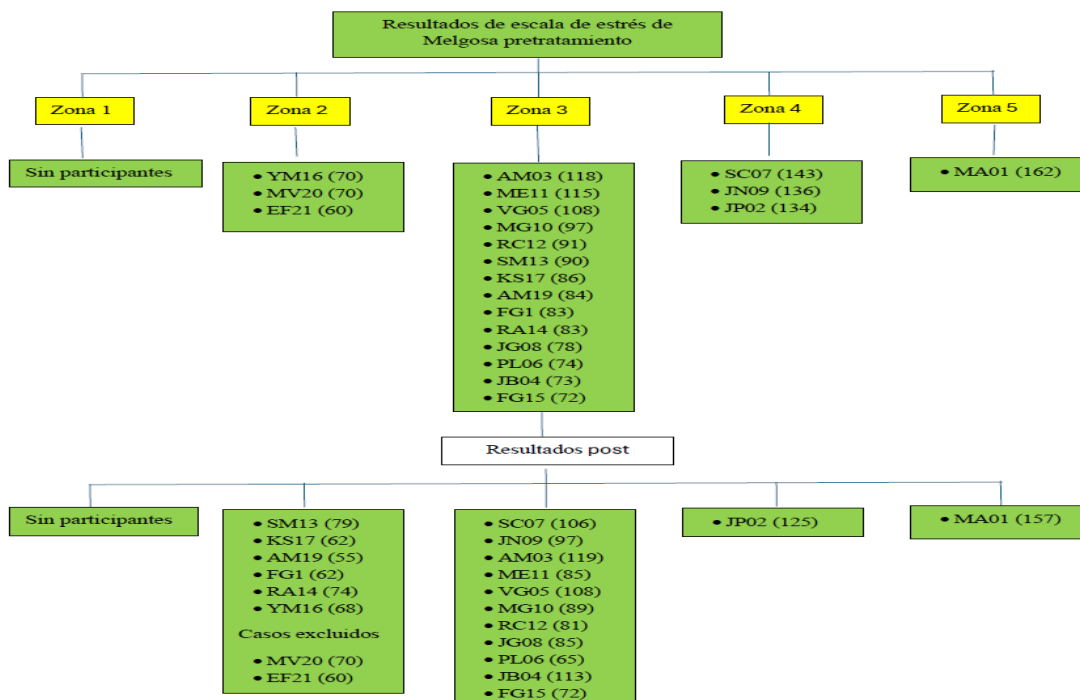 Resultados de escala de estrés de
Melgosa pretratamiento
Zona 1
Zona 2
Zona 3
Zona 4
Zona 5
Sin participantes
• YM16 (70)
• MV20 (70)
• EF21 (60)
• AM03 (118)
• ME11 (115)
• VG05 (108)
• MG10 (97)
• RC12 (91)
• SM13 (90)
• KS17 (86)
• AM19 (84)
• FG1 (83)
• RA14 (83)
• JG08 (78)
• PL06 (74)
• JB04 (73)
• FG15 (72)
• SC07 (143)
• JN09 (136)
• JP02 (134)
• MA01 (162)
Resultados post
Sin participantes
• SM13 (79)
• KS17 (62)
• AM19 (55)
• FG1 (62)
• RA14 (74)
• YM16 (68)
Casos excluidos
• MV20 (70)
• EF21 (60)
• SC07 (106)
• JN09 (97)
• AM03 (119)
• ME11 (85)
• VG05 (108)
• MG10 (89)
• RC12 (81)
• JG08 (85)
• PL06 (65)
• JB04 (113)
• FG15 (72)
• JP02 (125)
• MA01 (157)